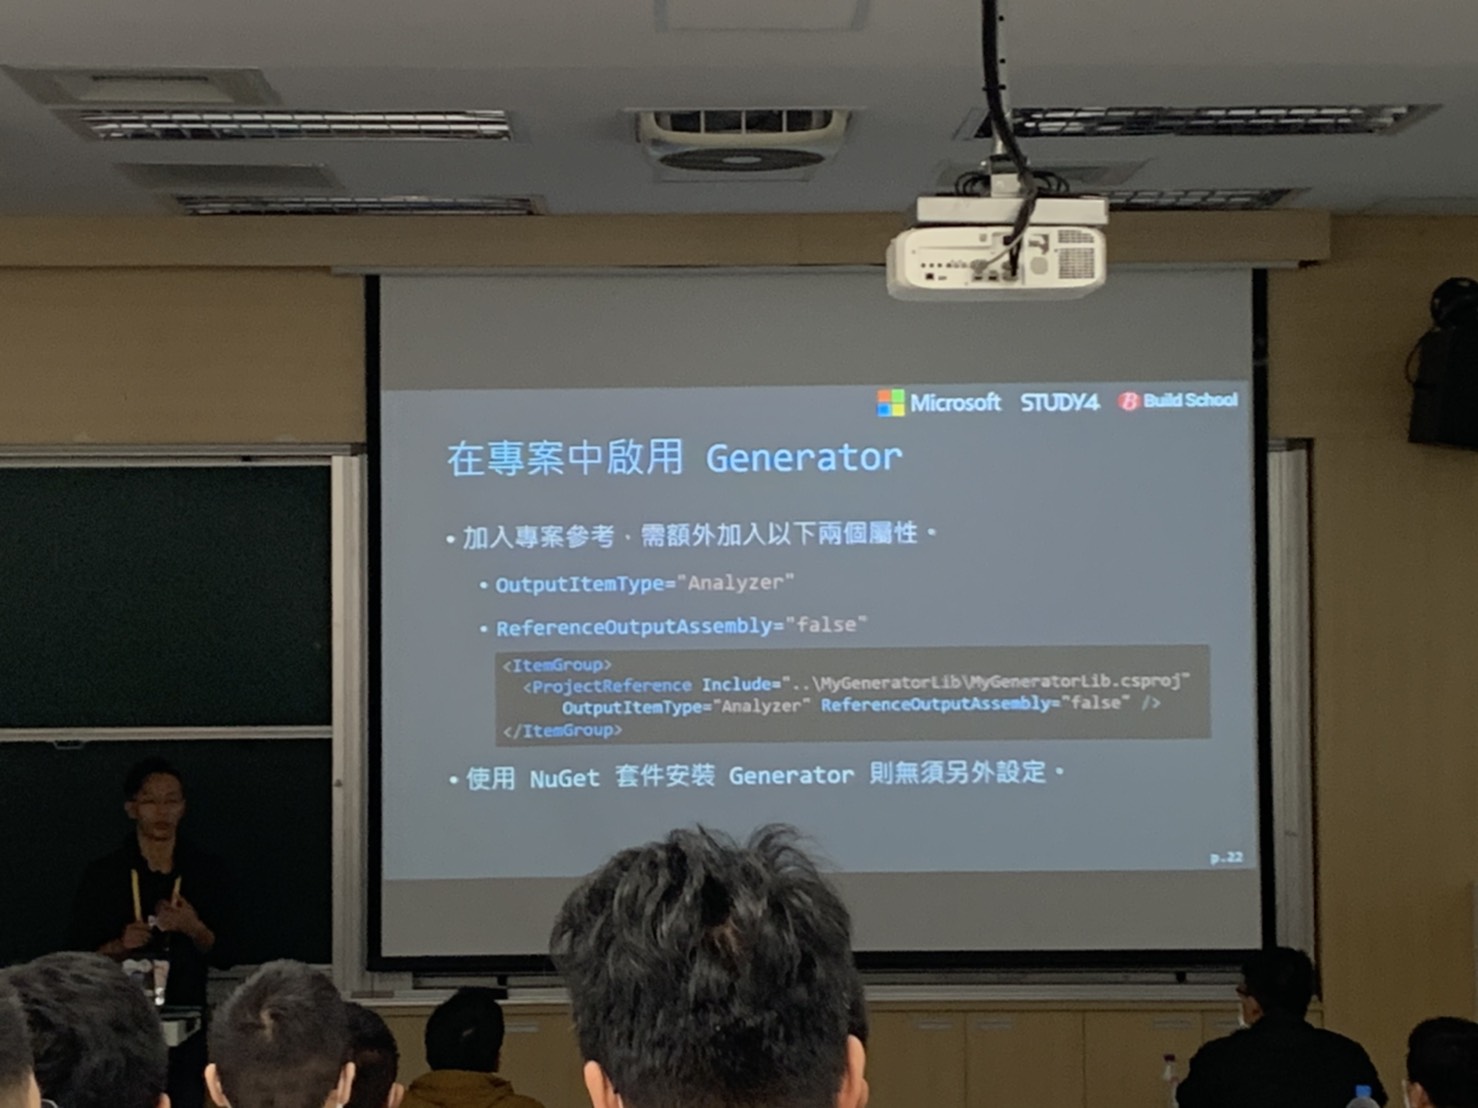 Microsoft STUDY4 Build School
在專案中啟用 Generator
• 加入專案參考，需額外加入以下兩個屬性。
• OutputItemType="Analyzer"
• ReferenceOutputAssembly="false"
<ItemGroup>
<ProjectReference Include="..\MyGeneratorLib\MyGeneratorLib.csproj"
OutputItemType="Analyzer" ReferenceOutputAssembly="false" />
</ItemGroup>
• 使用 NuGet 套件安裝 Generator 則無須另外設定。
p.22